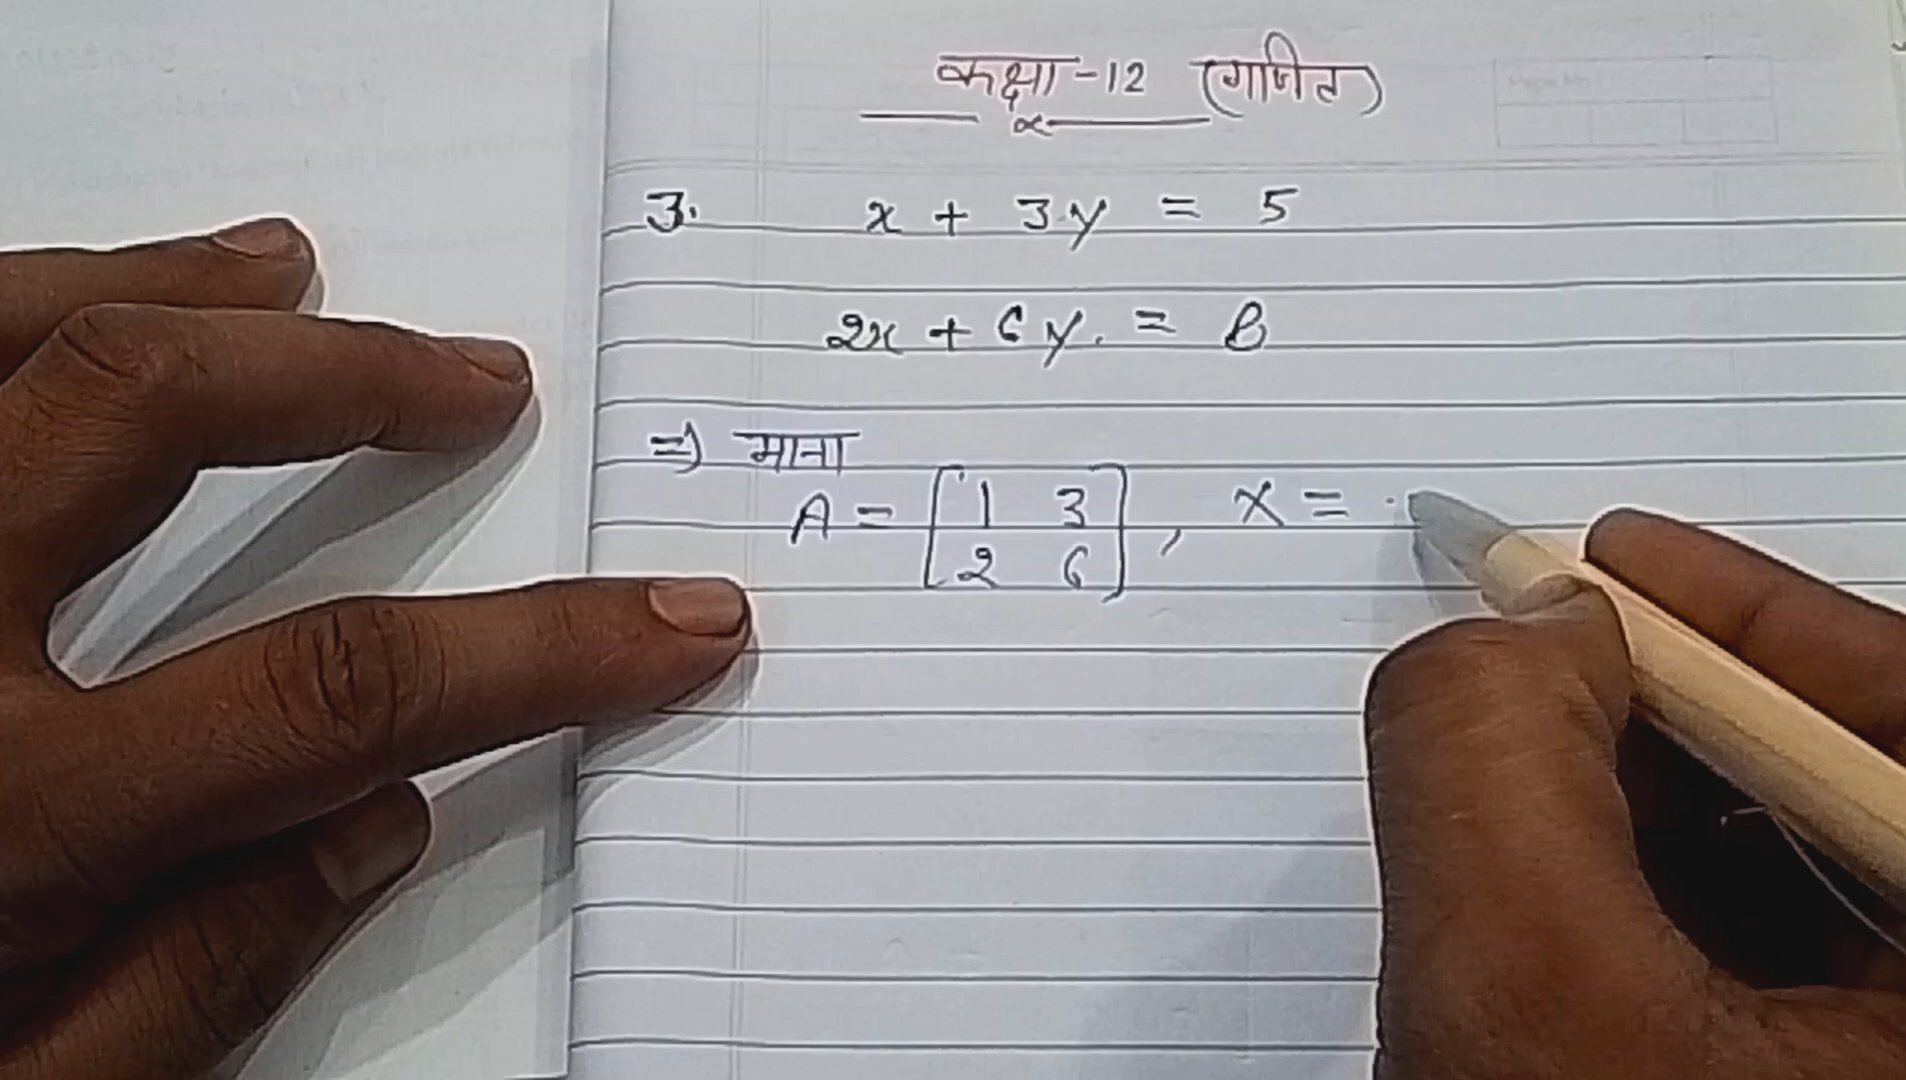 कक्षा-12 (गणित)
3. x + 3y = 5
2x + 6y = 8
=> माना
A = [1 3
2 6], X =